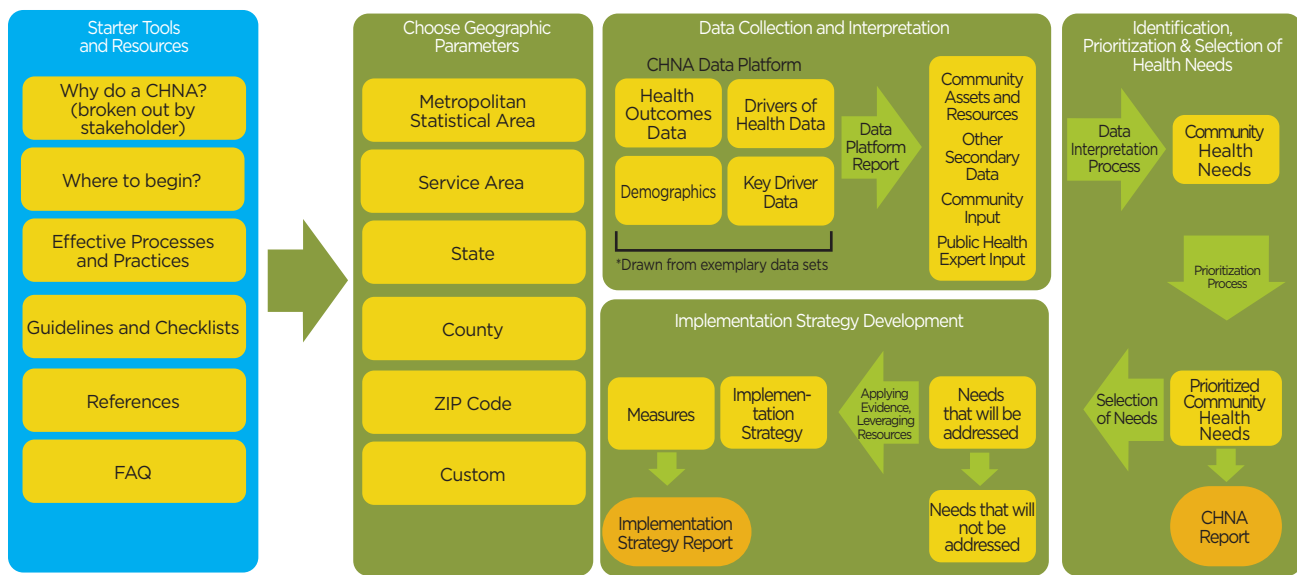 Starter Tools
and Resources
Why do a CHNA?
(broken out by
stakeholder)
Where to begin?
Effective Processes
and Practices
Guidelines and Checklists
References
FAQ
Choose Geographic
Parameters
Metropolitan
Statistical Area
Service Area
State
County
ZIP Code
Custom
Data Collection and Interpretation
CHNA Data Platform
Health
Outcomes
Data
Drivers of
Health Data
Demographics
Key Driver
Data
*Drawn from exemplary data sets
Data
Platform
Report
Community
Assets and
Resources
Other
Secondary
Data
Community
Input
Public Health
Expert Input
Identification,
Prioritization & Selection of
Health Needs
Data
Interpretation
Process
Community
Health
Needs
Prioritization
Process
Prioritized
Community
Health
Needs
CHNA
Report
Selection
of Needs
Implementation Strategy Development
Needs
that will be
addressed
Needs that will
not be
addressed
Applying
Evidence,
Leveraging
Resources
Implemen-
tation
Strategy
Measures
Implementation
Strategy Report